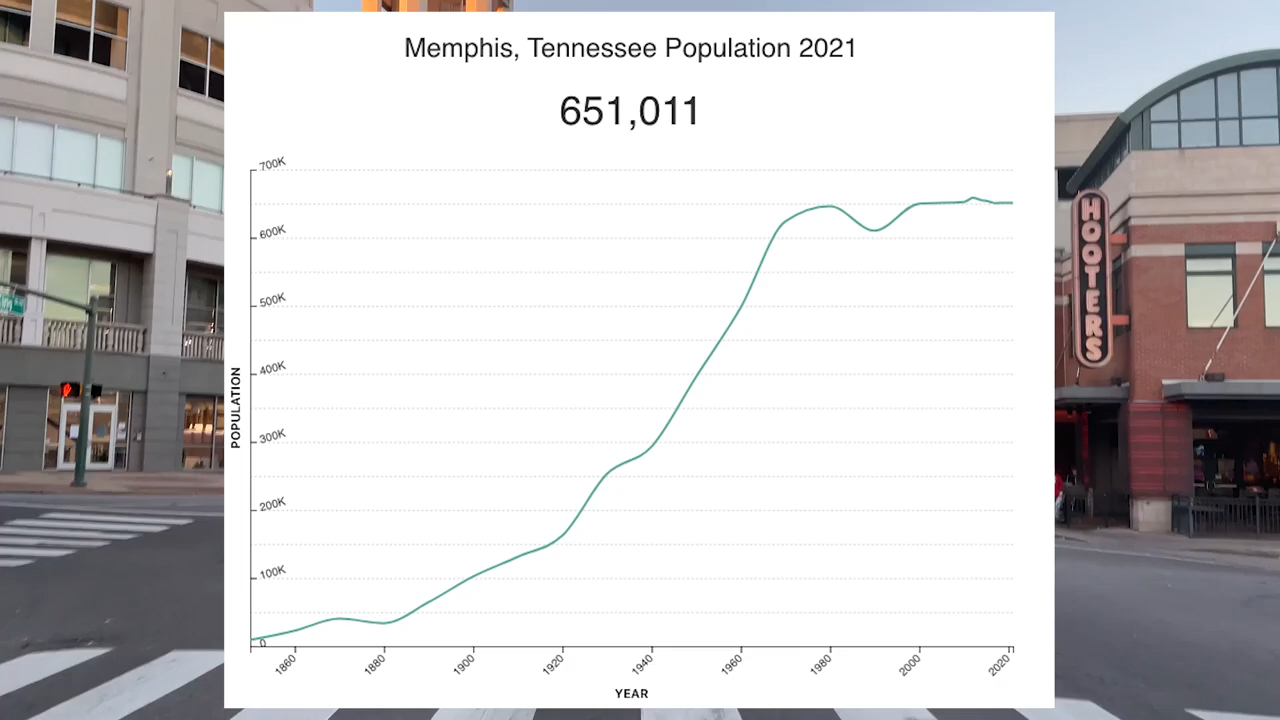 Memphis, Tennessee Population 2021
651,011
700K
600K
500K
400K
300K
200K
100K
0
POPULATION
1860
1880
1900
1920
1940
1960
1980
2000
2020
YEAR
HOOTERS